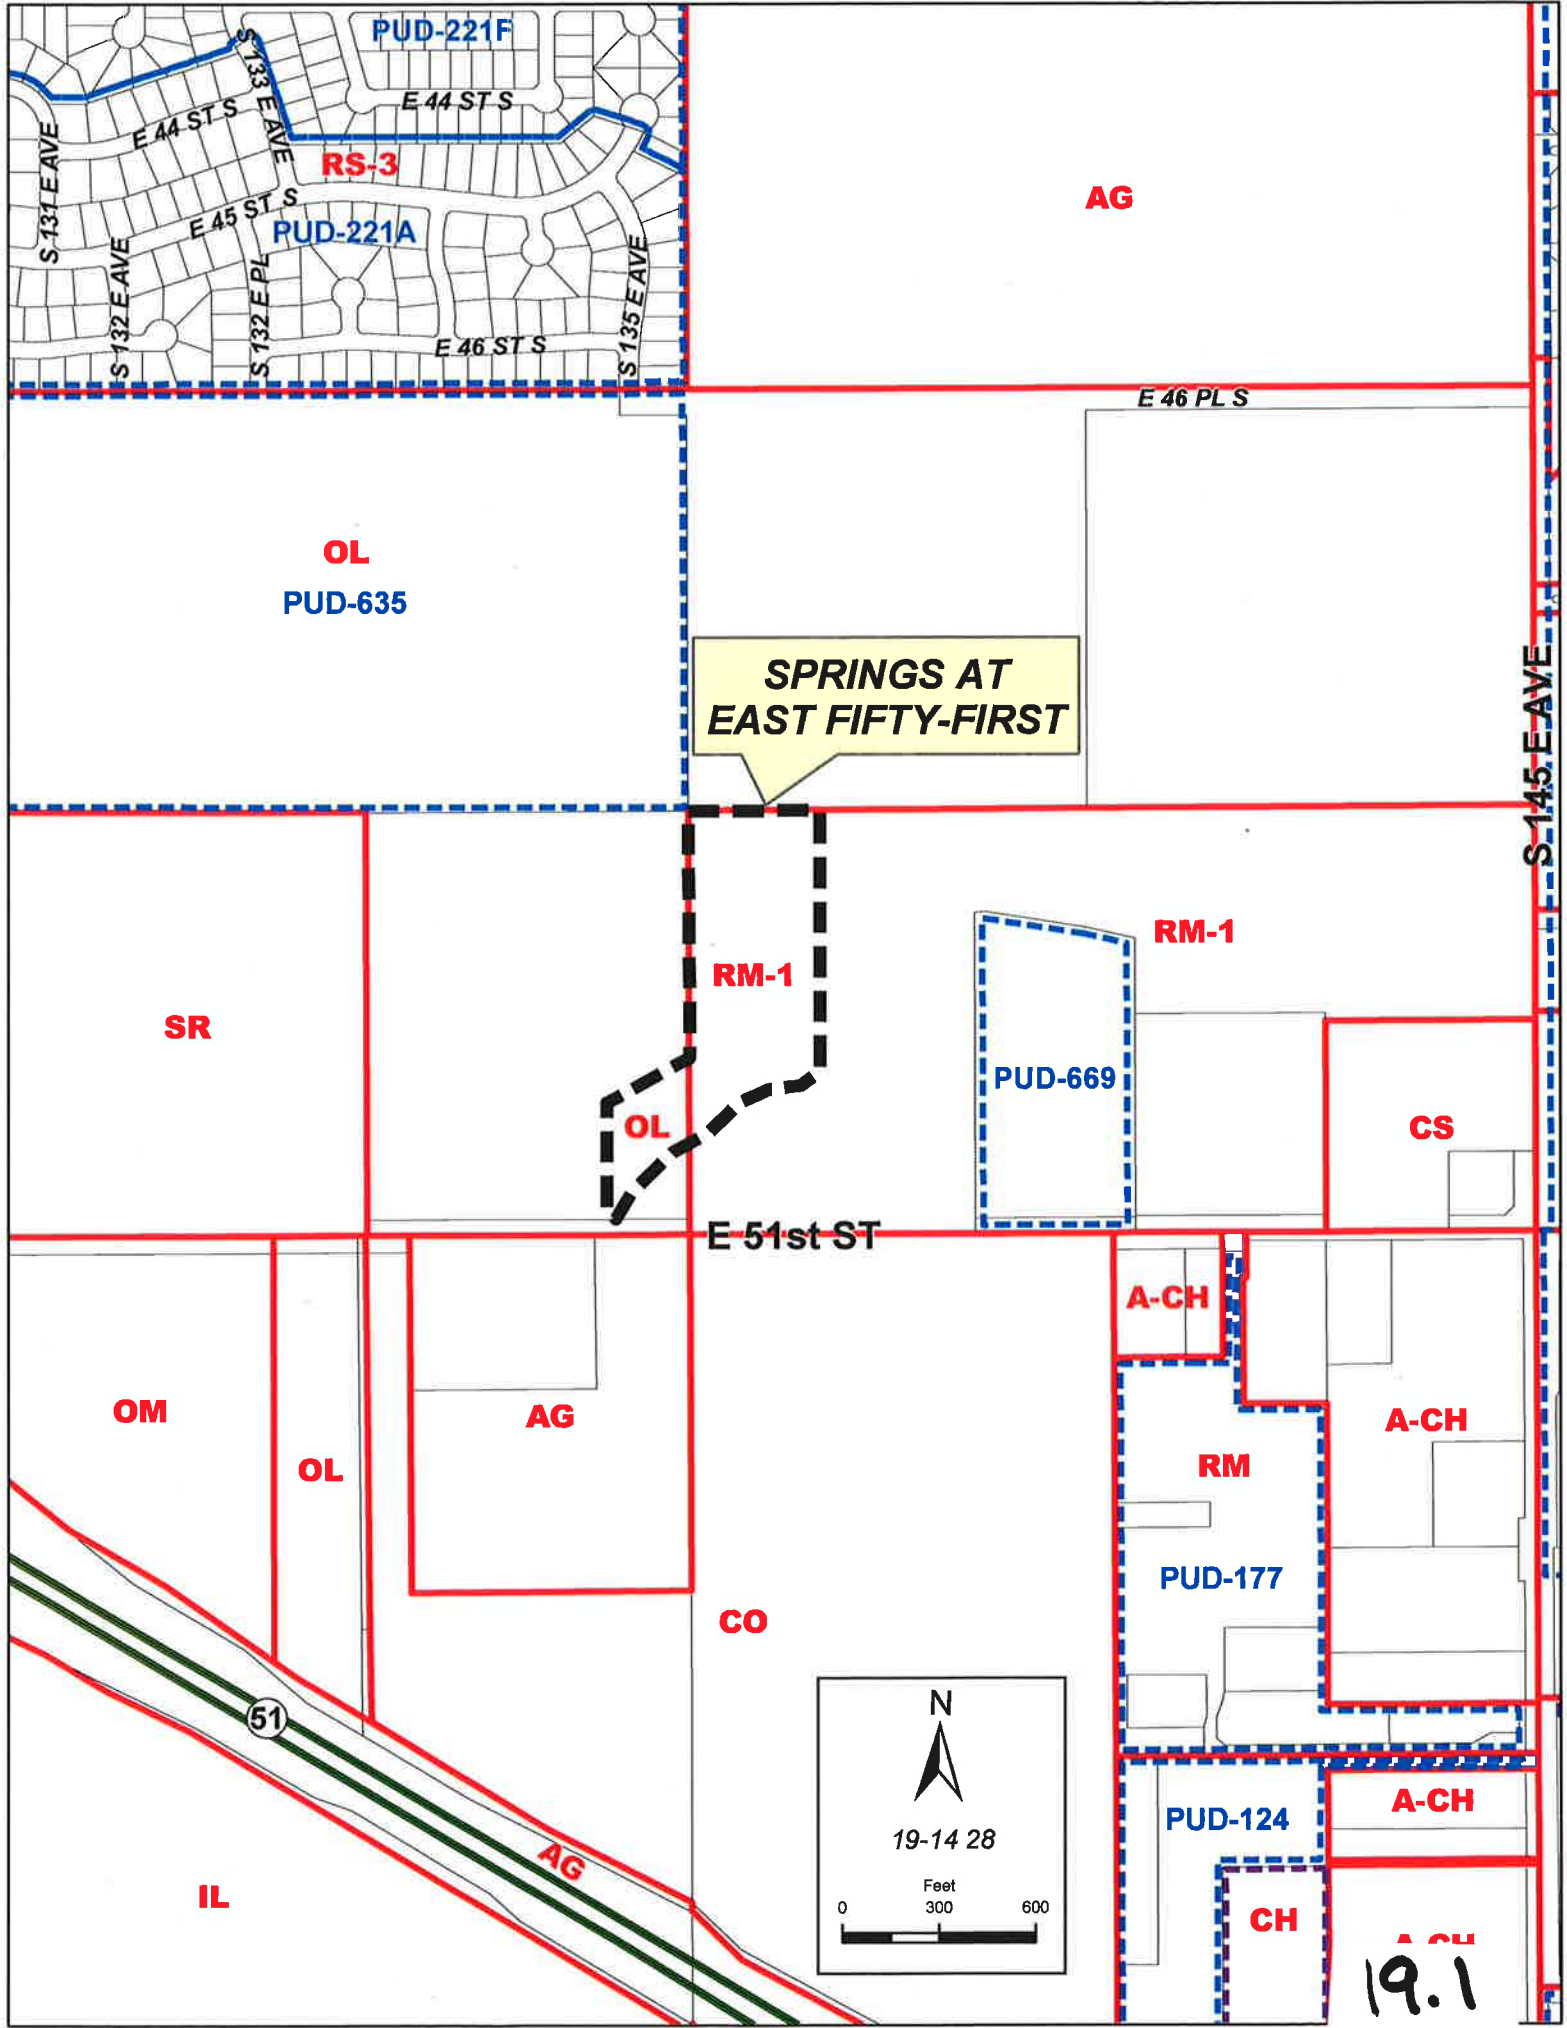 PUD-221F
S 133 E AVE
E 44 ST S
E 44 ST S
S 131 E AVE
RS-3
AG
E 45 ST S
PUD-221A
S 132 E AVE
S 132 E PL
S 135 E AVE
E 46 ST S
E 46 PL S
OL
PUD-635
SPRINGS AT
EAST FIFTY-FIRST
S 145 E AVE
RM-1
RM-1
SR
PUD-669
OL
CS
E 51st ST
A-CH
OM
OL
AG
A-CH
RM
PUD-177
CO
51
N
19-14 28
Feet
0 300 600
AG
IL
PUD-124
A-CH
CH
A-CH
19.1